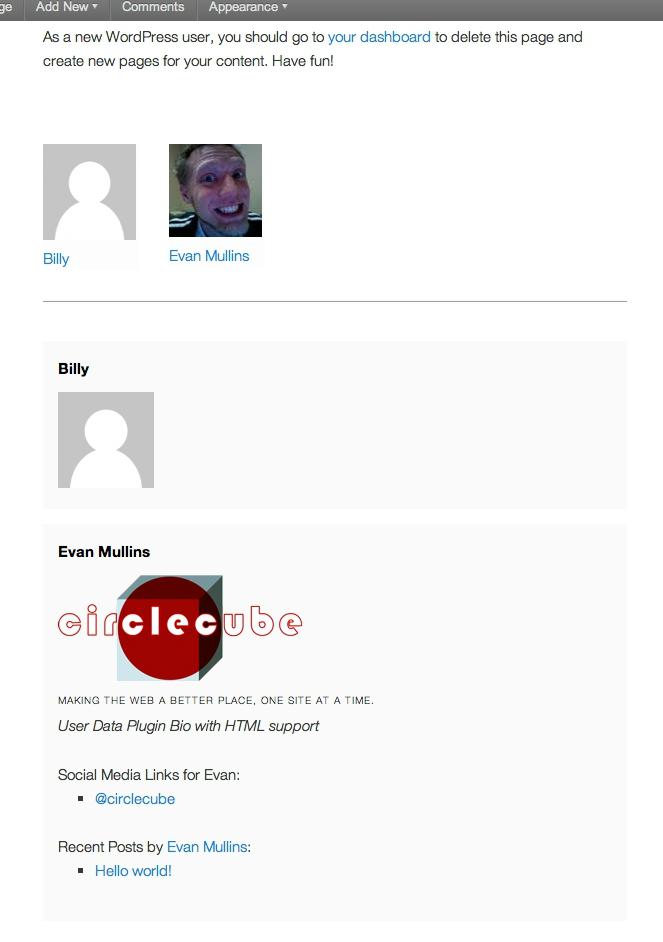 ge Add New Comments Appearance
As a new WordPress user, you should go to your dashboard to delete this page and
create new pages for your content. Have fun!
Billy Evan Mullins
Billy
Evan Mullins
circlecube
MAKING THE WEB A BETTER PLACE, ONE SITE AT A TIME.
User Data Plugin Bio with HTML support
Social Media Links for Evan:
@circlecube
Recent Posts by Evan Mullins:
Hello world!